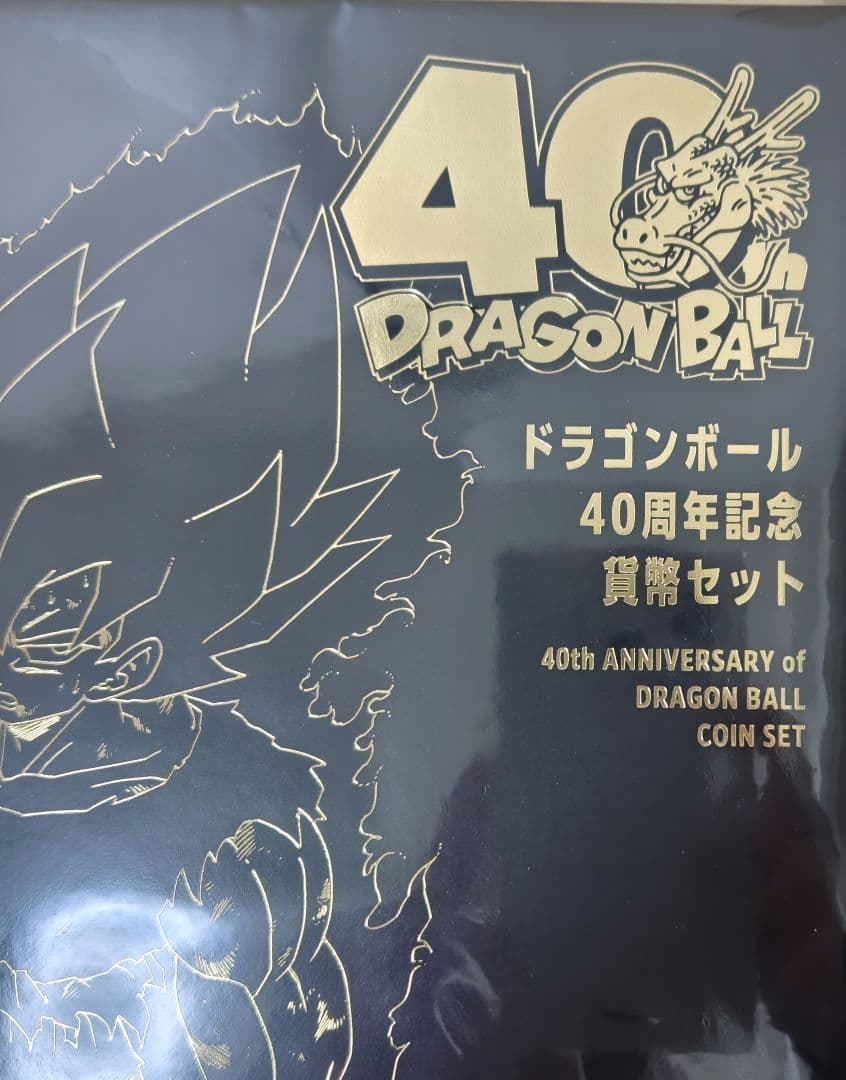 40th
DRAGON BALL
ドラゴンボール
40周年記念
貨幣セット
40th ANNIVERSARY of
DRAGON BALL
COIN SET